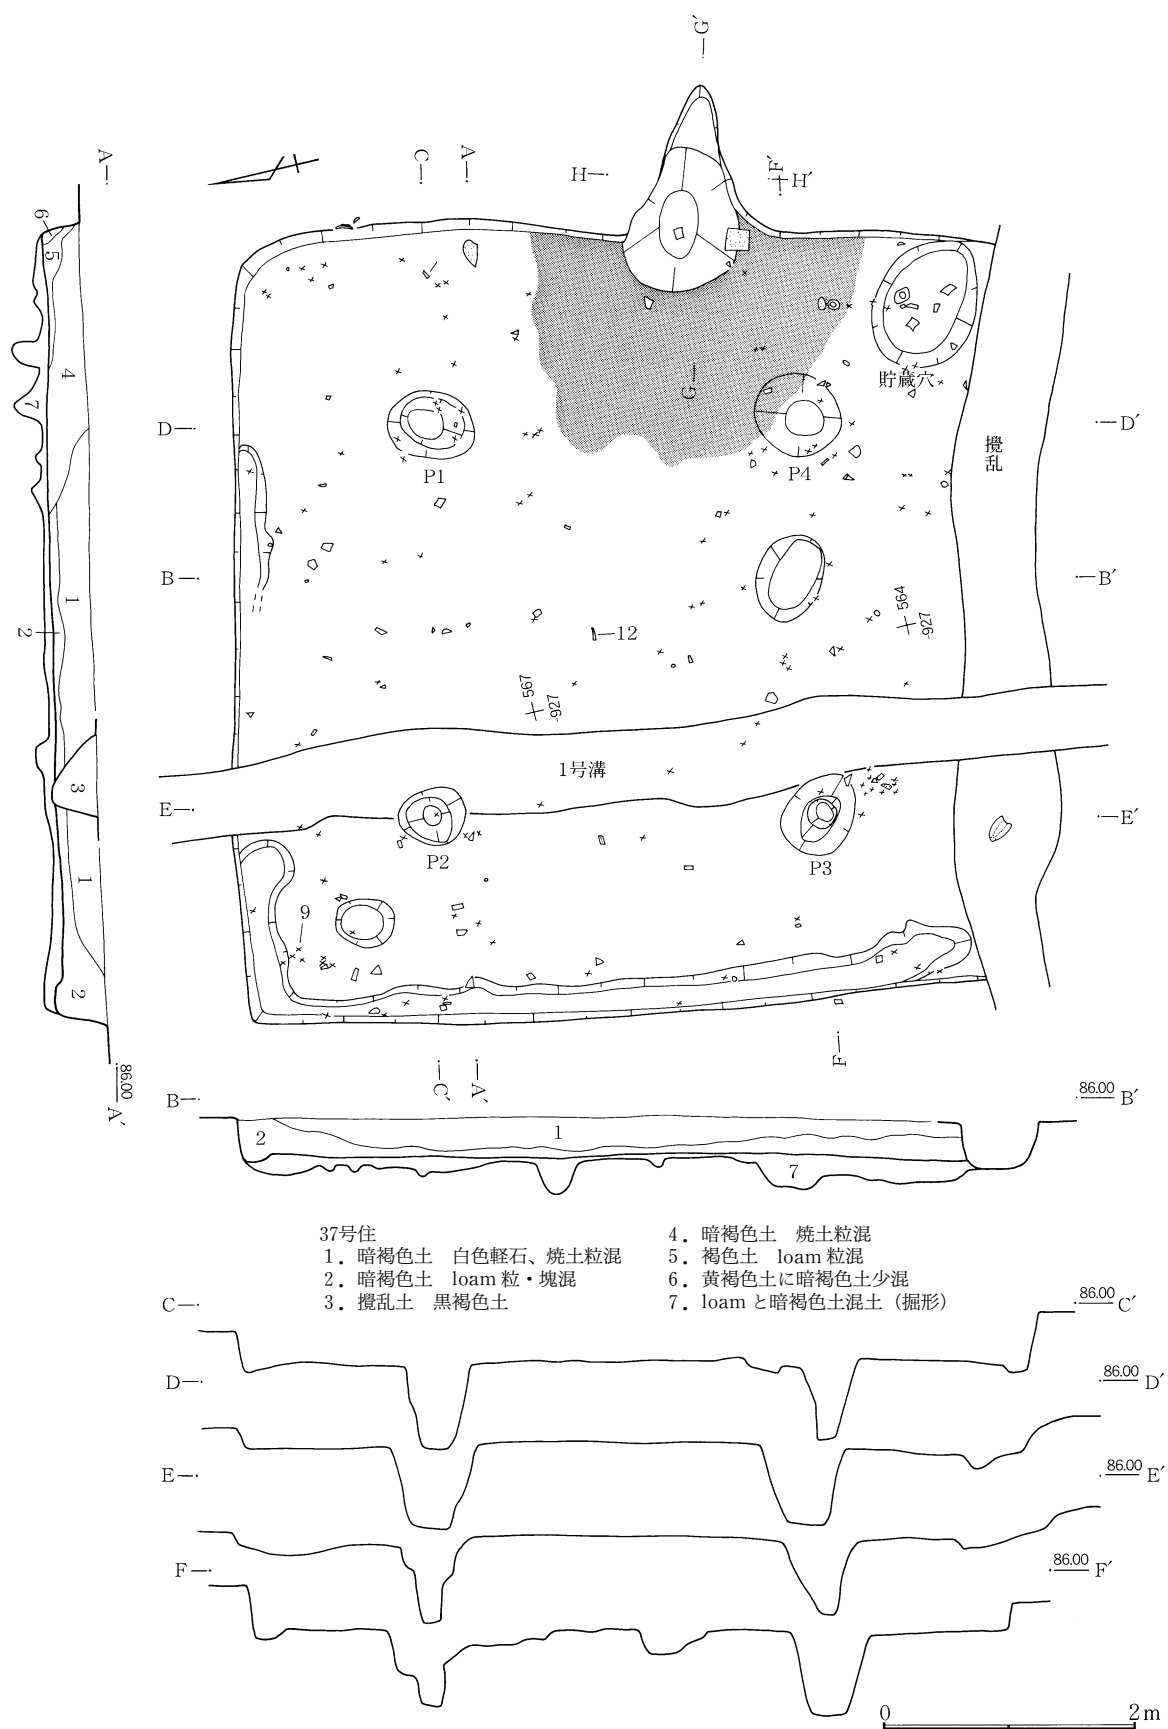 G′
A
C
A
H
F′
H′
6
5
4
7
1
2
3
1
2
86.00
A′
貯蔵穴
G
D
D′
P1
P4
攪乱
B
B′
564
-927
12
567
-927
1号溝
E
E′
P2
P3
9
C′
A′
F
B
86.00 B′
2
1
7
37号住
1．暗褐色土　白色軽石、焼土粒混
2．暗褐色土　loam 粒・塊混
3．攪乱土　黒褐色土
4．暗褐色土　焼土粒混
5．褐色土　loam 粒混
6．黄褐色土に暗褐色土少混
7．loam と暗褐色土混土（掘形）
C
86.00 C′
D
86.00 D′
E
86.00 E′
F
86.00 F′
0
2m